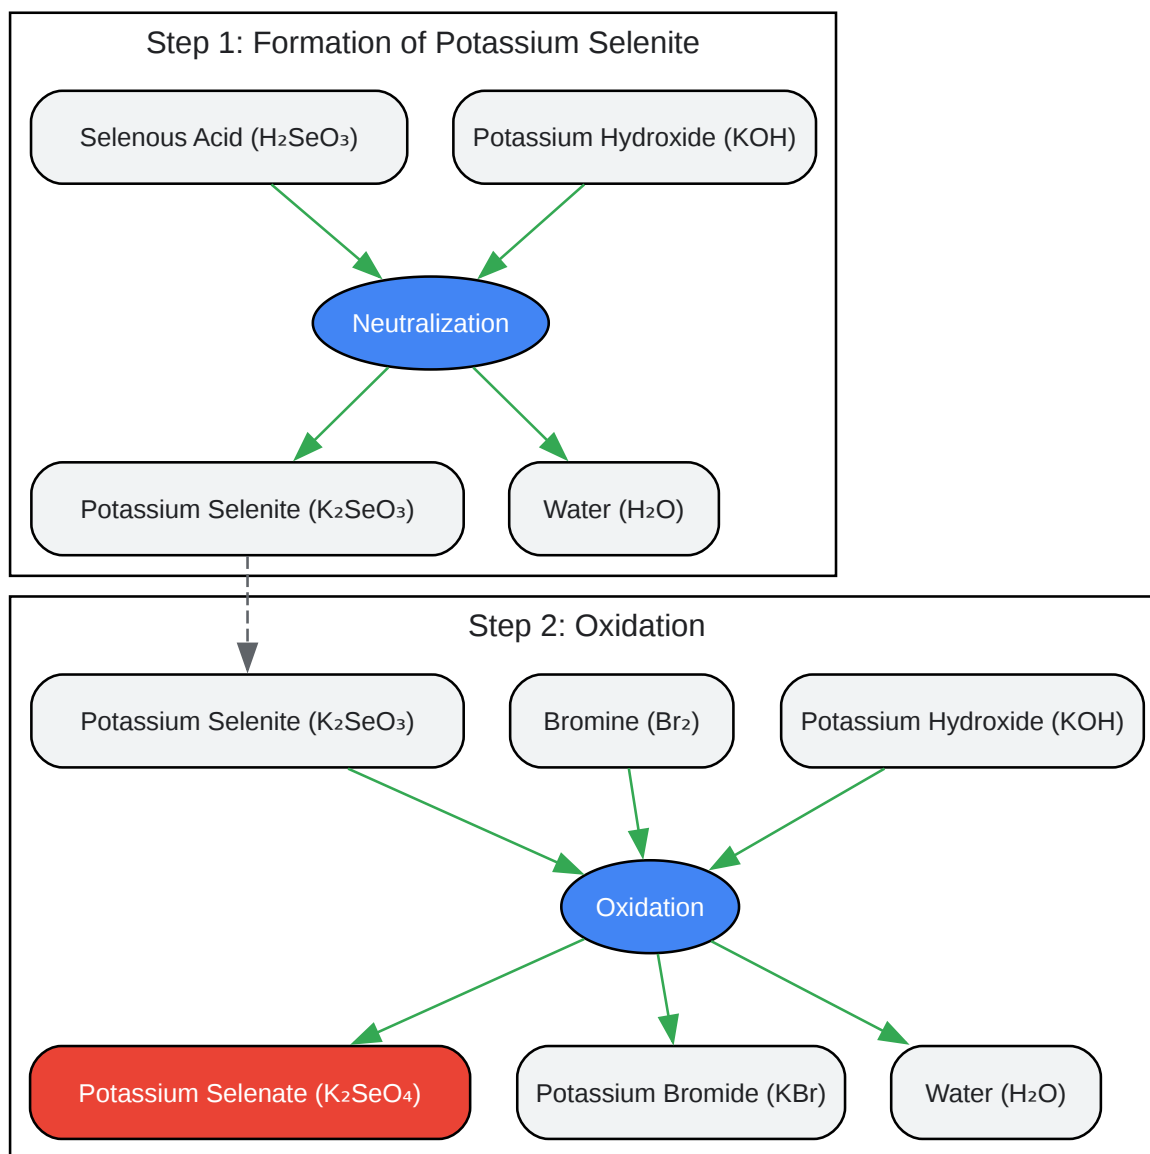 Step 1: Formation of Potassium Selenite
Selenous Acid (H₂SeO₃)
Potassium Hydroxide (KOH)
Neutralization
Potassium Selenite (K₂SeO₃)
Water (H₂O)
Step 2: Oxidation
Potassium Selenite (K₂SeO₃)
Bromine (Br₂)
Potassium Hydroxide (KOH)
Oxidation
Potassium Selenate (K₂SeO₄)
Potassium Bromide (KBr)
Water (H₂O)